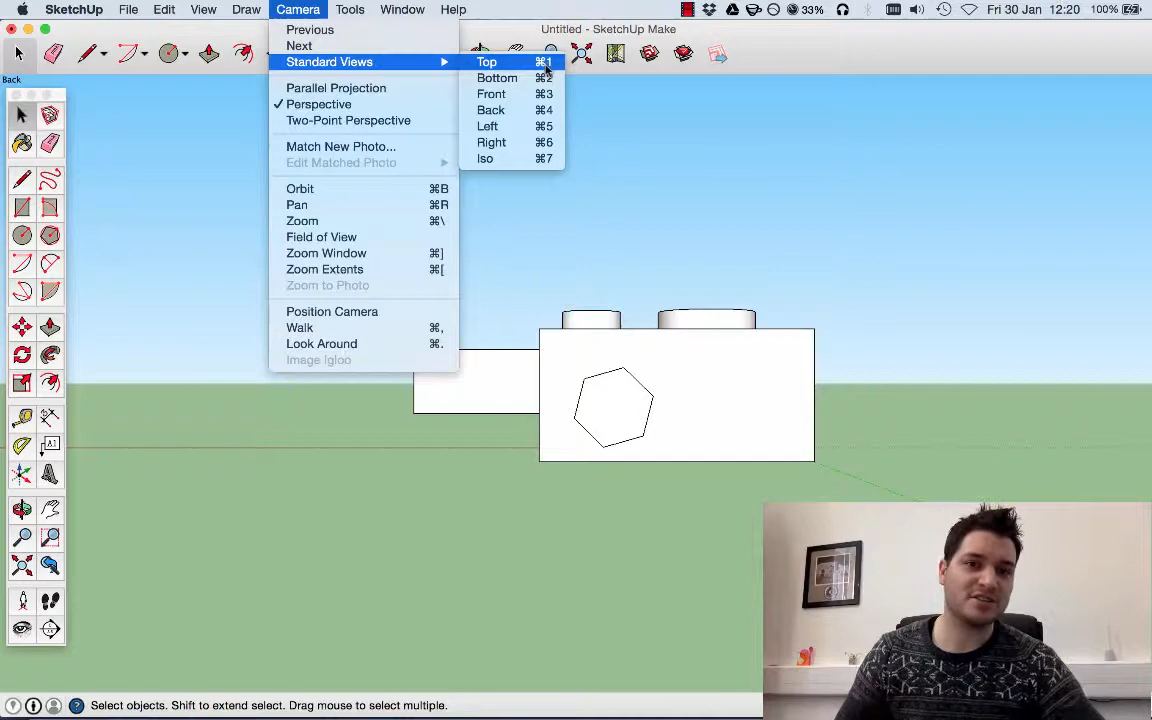 SketchUp File Edit View Draw Camera Tools Window Help 33% Fri 30 Jan 12:20 100%
Untitled - SketchUp Make
Back
Previous
Next
Standard Views
Parallel Projection
✓ Perspective
Two-Point Perspective
Match New Photo...
Edit Matched Photo
Orbit ⌘B
Pan ⌘R
Zoom ⌘\
Field of View
Zoom Window ⌘]
Zoom Extents ⌘[
Zoom to Photo
Position Camera
Walk ⌘,
Look Around ⌘.
Image Igloo
Top ⌘1
Bottom ⌘2
Front ⌘3
Back ⌘4
Left ⌘5
Right ⌘6
Iso ⌘7
A1
Select objects. Shift to extend select. Drag mouse to select multiple.